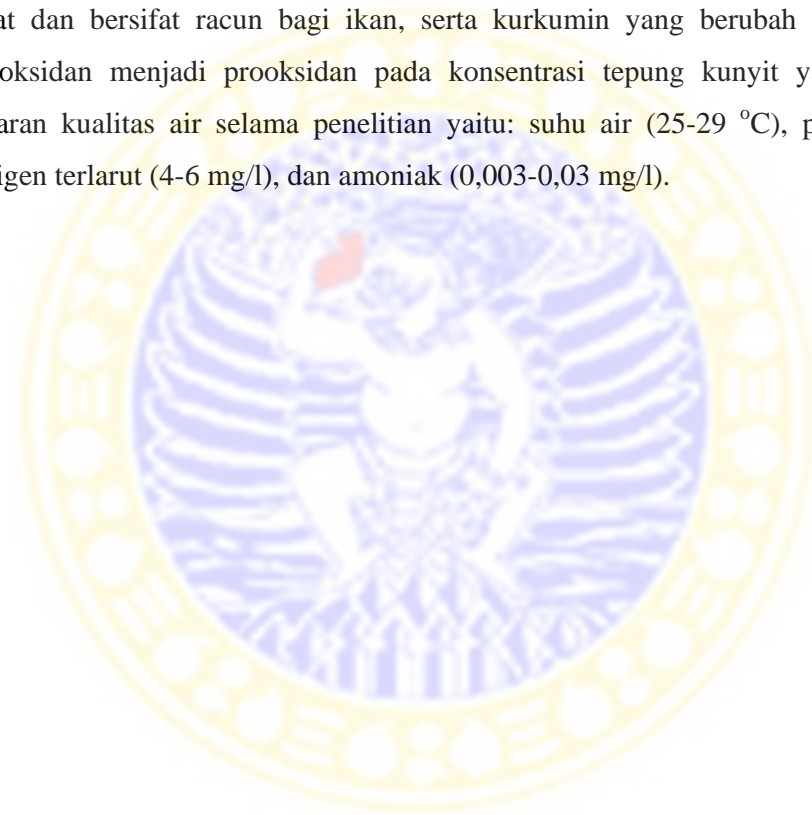 at dan bersifat racun bagi ikan, serta kurkumin yang berubah
oksidan menjadi prooksidan pada konsentrasi tepung kunyit y
aran kualitas air selama penelitian yaitu: suhu air (25-29 °C), p
igen terlarut (4-6 mg/l), dan amoniak (0,003-0,03 mg/l).